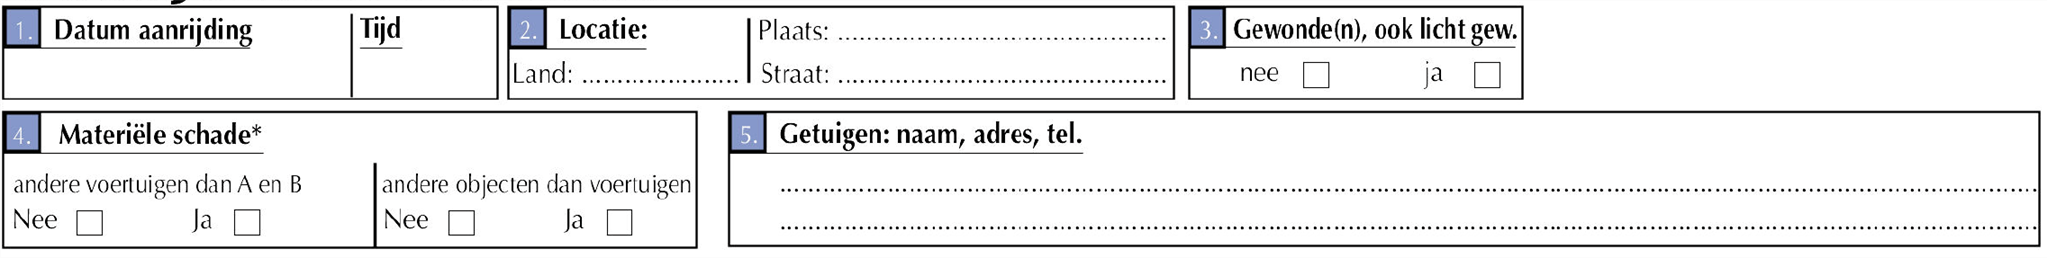 1. Datum aanrijding
Tijd
2. Locatie:
Land: ......................
Plaats: ..............................................
Straat: ..............................................
3. Gewonde(n), ook licht gew.
nee ja
4. Materiële schade*
andere voertuigen dan A en B
Nee Ja
andere objecten dan voertuigen
Nee Ja
5. Getuigen: naam, adres, tel.
................................................................................
................................................................................